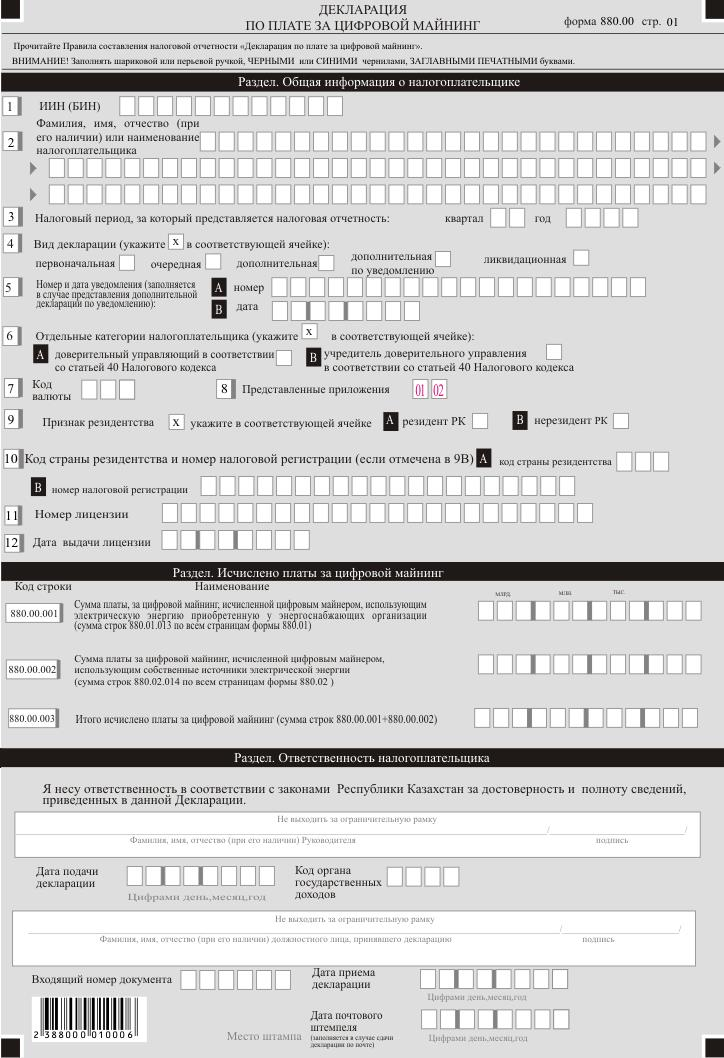 ДЕКЛАРАЦИЯ
ПО ПЛАТЕ ЗА ЦИФРОВОЙ МАЙНИНГ
форма 880.00 стр. 01
Прочитайте Правила составления налоговой отчетности «Декларация по плате за цифровой майнинг».
ВНИМАНИЕ! Заполнять шариковой или перьевой ручкой, ЧЕРНЫМИ или СИНИМИ чернилами, ЗАГЛАВНЫМИ ПЕЧАТНЫМИ буквами.
Раздел. Общая информация о налогоплательщике
1 ИИН (БИН)
2 Фамилия, имя, отчество (при
его наличии) или наименование
налогоплательщика
3 Налоговый период, за который представляется налоговая отчетность: квартал год
4 Вид декларации (укажите x в соответствующей ячейке):
первоначальная очередная дополнительная дополнительная
по уведомлению ликвидационная
5 Номер и дата уведомления (заполняется
в случае представления дополнительной
декларации по уведомлению):
A номер
B дата
6 Отдельные категории налогоплательщика (укажите x в соответствующей ячейке):
A доверительный управляющий в соответствии
со статьей 40 Налогового кодекса
B учредитель доверительного управления
в соответствии со статьей 40 Налогового кодекса
7 Код
валюты
8 Представленные приложения 01 02
9 Признак резидентства x укажите в соответствующей ячейке A резидент РК B нерезидент РК
10 Код страны резидентства и номер налоговой регистрации (если отмечена в 9В) A код страны резидентства
B номер налоговой регистрации
11 Номер лицензии
12 Дата выдачи лицензии
Раздел. Исчислено платы за цифровой майнинг
Код строки Наименование
млрд. млн. тыс.
880.00.001 Сумма платы, за цифровой майнинг, исчисленной цифровым майнером, использующим
электрическую энергию приобретенную у энергоснабжающих организации
(сумма строк 880.01.013 по всем страницам формы 880.01)
880.00.002 Сумма платы за цифровой майнинг, исчисленной цифровым майнером,
использующим собственные источники электрической энергии
(сумма строк 880.02.014 по всем страницам формы 880.02 )
880.00.003 Итого исчислено платы за цифровой майнинг (сумма строк 880.00.001+880.00.002)
Раздел. Ответственность налогоплательщика
Я несу ответственность в соответствии с законами Республики Казахстан за достоверность и полноту сведений,
приведенных в данной Декларации.
Не выходить за ограничительную рамку
/ /
Фамилия, имя, отчество (при его наличии) Руководителя подпись
Дата подачи
декларации
Цифрами день,месяц,год
Код органа
государственных
доходов
Не выходить за ограничительную рамку
/ /
Фамилия, имя, отчество (при его наличии) должностного лица, принявшего декларацию подпись
Входящий номер документа
Дата приема
декларации
Цифрами день,месяц,год
2 388000 010006
Место штампа
Дата почтового
штемпеля
(заполняется в случае сдачи
декларации по почте)
Цифрами день,месяц,год